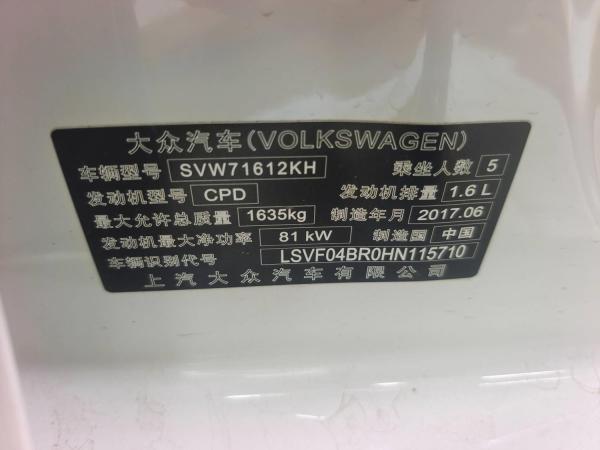 大众汽车(VOLKSWAGEN)
车辆型号 SVW71612KH 乘坐人数 5
发动机型号 CPD 发动机排量 1.6 L
最大允许总质量 1635kg 制造年月 2017.06
发动机最大净功率 81 kW 制造国 中国
车辆识别代号 LSVF04BR0HN115710
上汽大众汽车有限公司